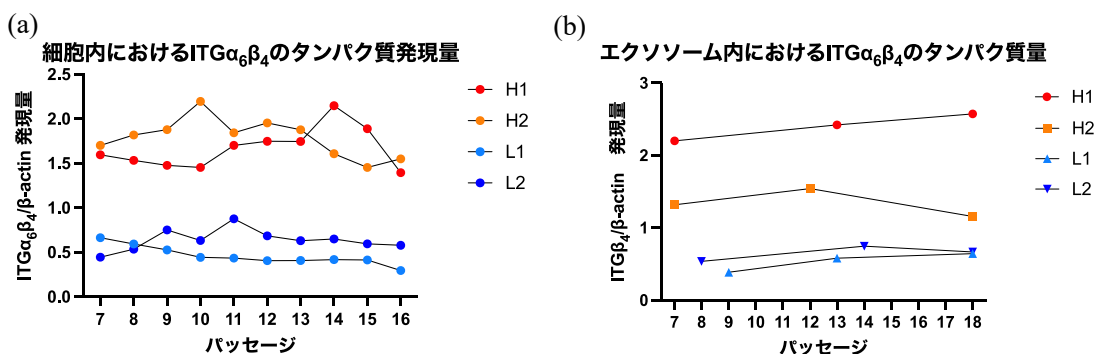 (a)
細胞内におけるITGα₆β₄のタンパク質発現量
ITGα₆β₄/β-actin 発現量
2.5
2.0
1.5
1.0
0.5
0.0
7 8 9 10 11 12 13 14 15 16
パッセージ
H1
H2
L1
L2
(b)
エクソソーム内におけるITGα₆β₄のタンパク質量
ITGβ₄/β-actin 発現量
3
2
1
0
7 8 9 10 11 12 13 14 15 16 17 18
パッセージ
H1
H2
L1
L2